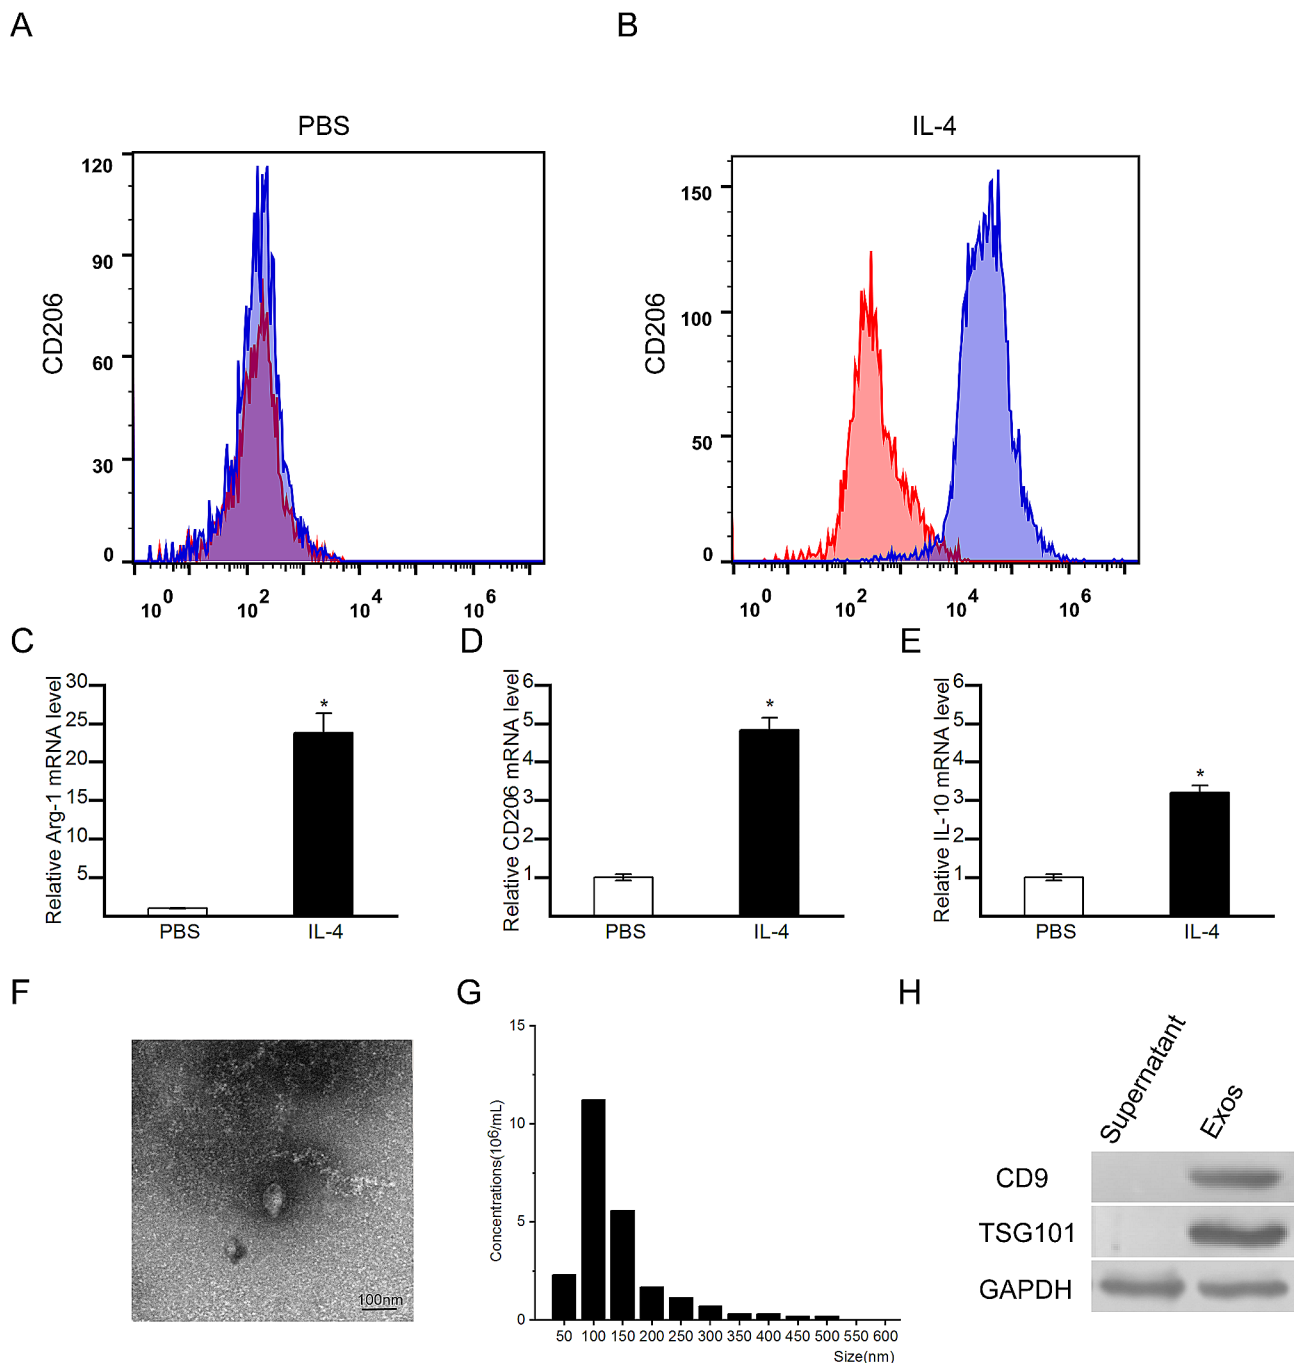 A
B
PBS
IL-4
120
90
60
30
0
CD206
10^0
10^2
10^4
10^6
150
100
50
0
CD206
10^0
10^2
10^4
10^6
C
D
E
Relative Arg-1 mRNA level
30
25
20
15
10
5
*
PBS
IL-4
Relative CD206 mRNA level
6
5
4
3
2
1
*
PBS
IL-4
Relative IL-10 mRNA level
6
5
4
3
2
1
*
PBS
IL-4
F
G
H
100nm
Concentrations(10^6/mL)
15
10
5
0
50 100 150 200 250 300 350 400 450 500 550 600
Size(nm)
Supernatant
Exos
CD9
TSG101
GAPDH